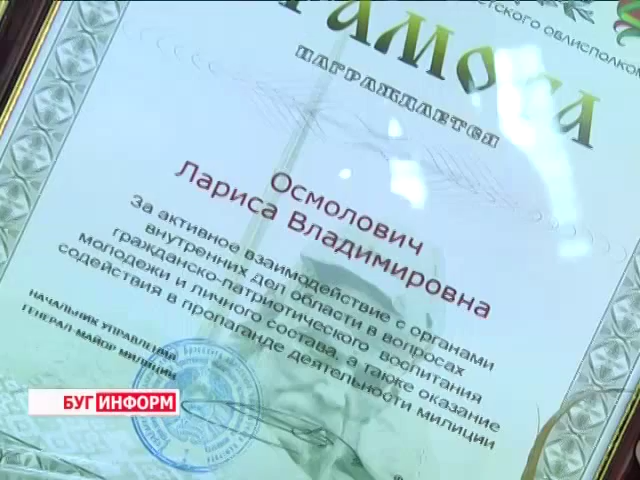 стского облисполкома
ГРАМОТА
НАГРАЖДАЕТСЯ
Осмолович
Лариса Владимировна
За активное взаимодействие с органами
внутренних дел области в вопросах
гражданско-патриотического воспитания
молодежи и личного состава, а также оказание
содействия в пропаганде деятельности милиции
НАЧАЛЬНИК УПРАВЛЕНИЯ
ГЕНЕРАЛ-МАЙОР МИЛИЦИИ
БУГ ИНФОРМ